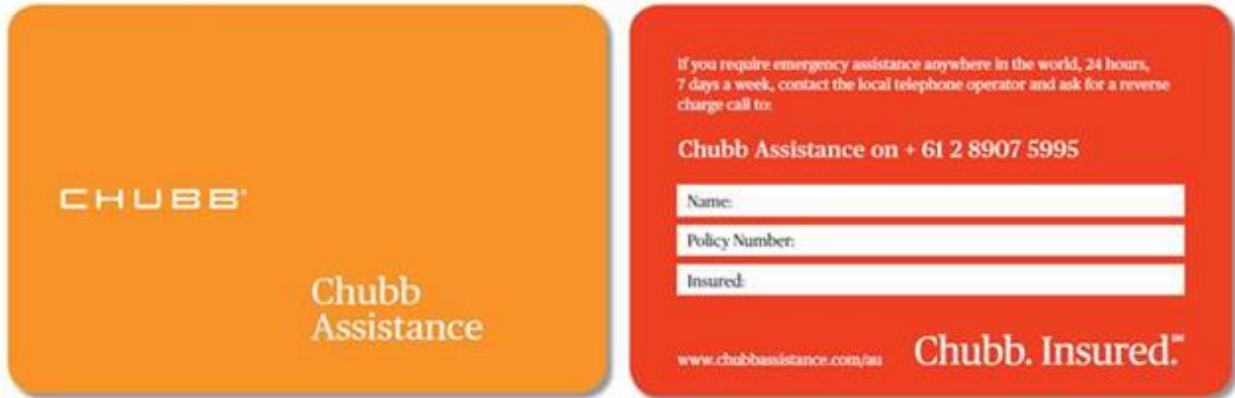 CHUBB®
Chubb
Assistance
If you require emergency assistance anywhere in the world, 24 hours,
7 days a week, contact the local telephone operator and ask for a reverse
charge call to:
Chubb Assistance on + 61 2 8907 5995
Name:
Policy Number:
Insured:
www.chubbassistance.com/au
Chubb. Insured.℠